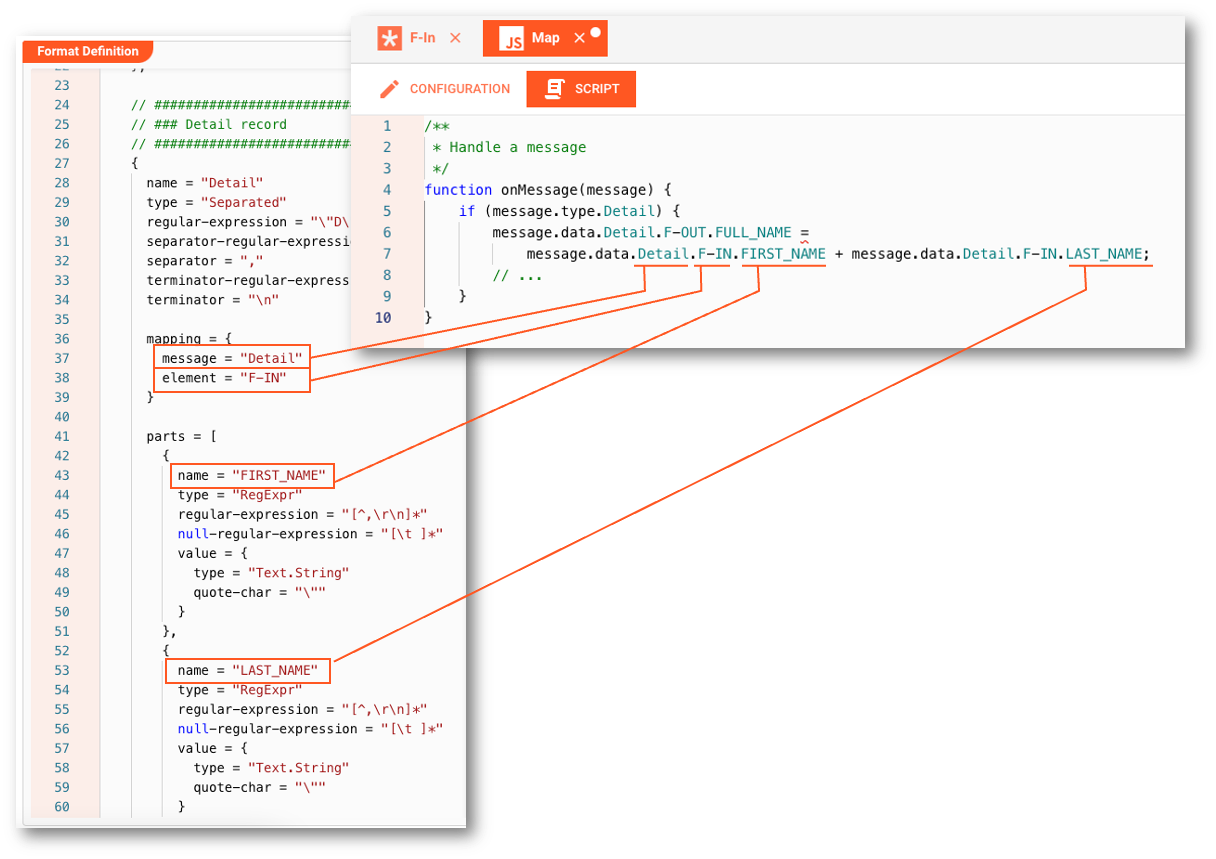 Format Definition
23
24 // #########################
25 // ### Detail record
26 // #########################
27 {
28 name = "Detail"
29 type = "Separated"
30 regular-expression = "\"D\
31 separator-regular-expressi
32 separator = ","
33 terminator-regular-express
34 terminator = "\n"
35
36 mapping = {
37 message = "Detail"
38 element = "F-IN"
39 }
40
41 parts = [
42 {
43 name = "FIRST_NAME"
44 type = "RegExpr"
45 regular-expression = "[^,\r\n]*"
46 null-regular-expression = "[\t ]*"
47 value = {
48 type = "Text.String"
49 quote-char = "\""
50 }
51 },
52 {
53 name = "LAST_NAME"
54 type = "RegExpr"
55 regular-expression = "[^,\r\n]*"
56 null-regular-expression = "[\t ]*"
57 value = {
58 type = "Text.String"
59 quote-char = "\""
60 }
F-In ×
JS Map ×
CONFIGURATION
SCRIPT
1 /**
2 * Handle a message
3 */
4 function onMessage(message) {
5 if (message.type.Detail) {
6 message.data.Detail.F-OUT.FULL_NAME =
7 message.data.Detail.F-IN.FIRST_NAME + message.data.Detail.F-IN.LAST_NAME;
8 // ...
9 }
10 }